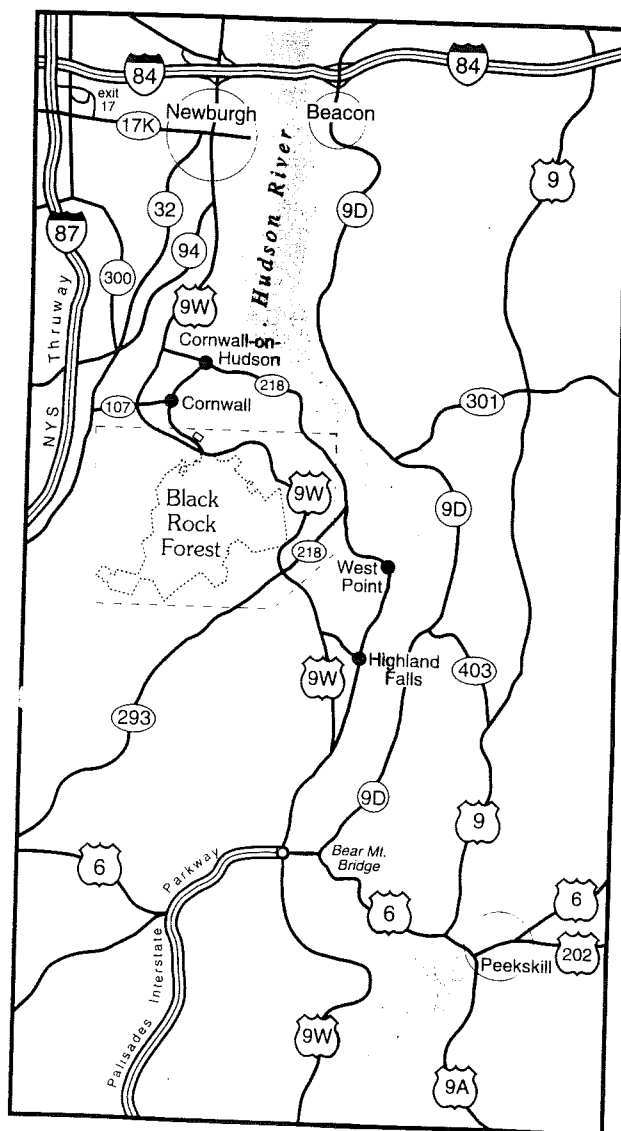 84
84
exit
17
Newburgh
Beacon
17K
9
32
9D
87
94
300
Hudson River
9W
NYS Thruway
Cornwall-on-
Hudson
218
301
107
Cornwall
9W
9D
Black
Rock
Forest
218
West
Point
Highland
Falls
9W
403
293
9D
9
Bear Mt.
Bridge
6
Palisades Interstate Parkway
6
6
202
Peekskill
9W
9A